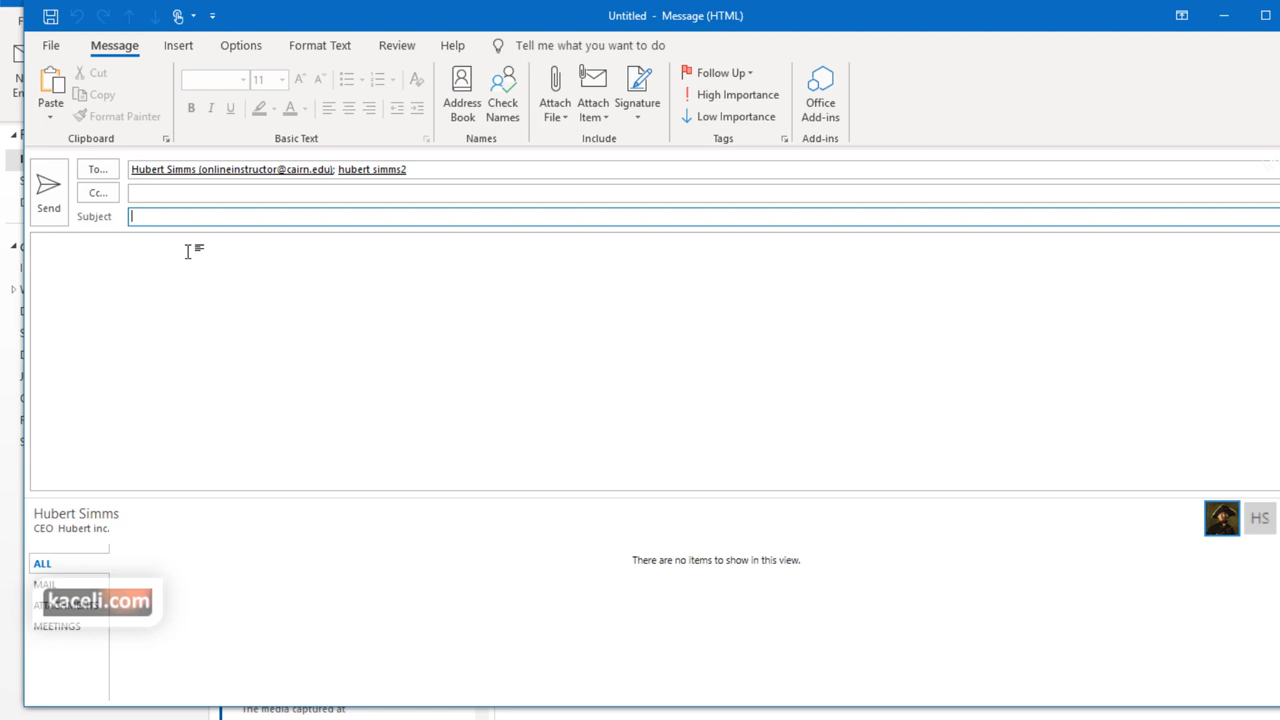 Untitled - Message (HTML)
File Message Insert Options Format Text Review Help Tell me what you want to do
Paste
Cut
Copy
Format Painter
Clipboard
11
B I U A
Basic Text
Address Book
Check Names
Names
Attach File
Attach Item
Signature
Include
Follow Up
High Importance
Low Importance
Tags
Office Add-ins
Add-ins
Send
To... Hubert Simms (onlineinstructor@cairn.edu); hubert simms2
Cc...
Subject
Hubert Simms
CEO Hubert inc.
HS
ALL
There are no items to show in this view.
MAIL
kaceli.com
MEETINGS
The media captured at